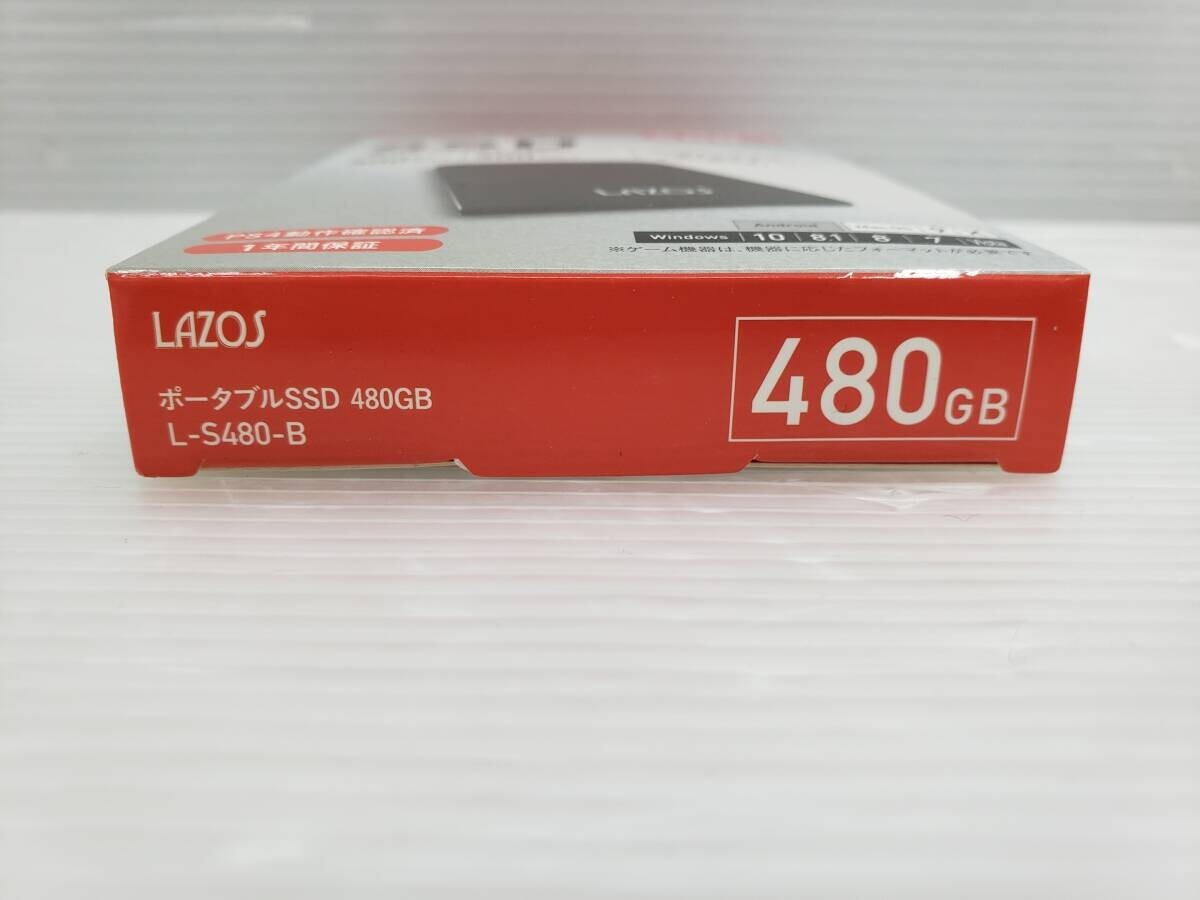 LAZOS
PS4動作確認済
1年間保証
Android
Windows 10 8.1 8 7 Vista
※ゲーム機器は、機器に応じたフォーマットが必要です
LAZOS
ポータブルSSD 480GB
L-S480-B
480GB